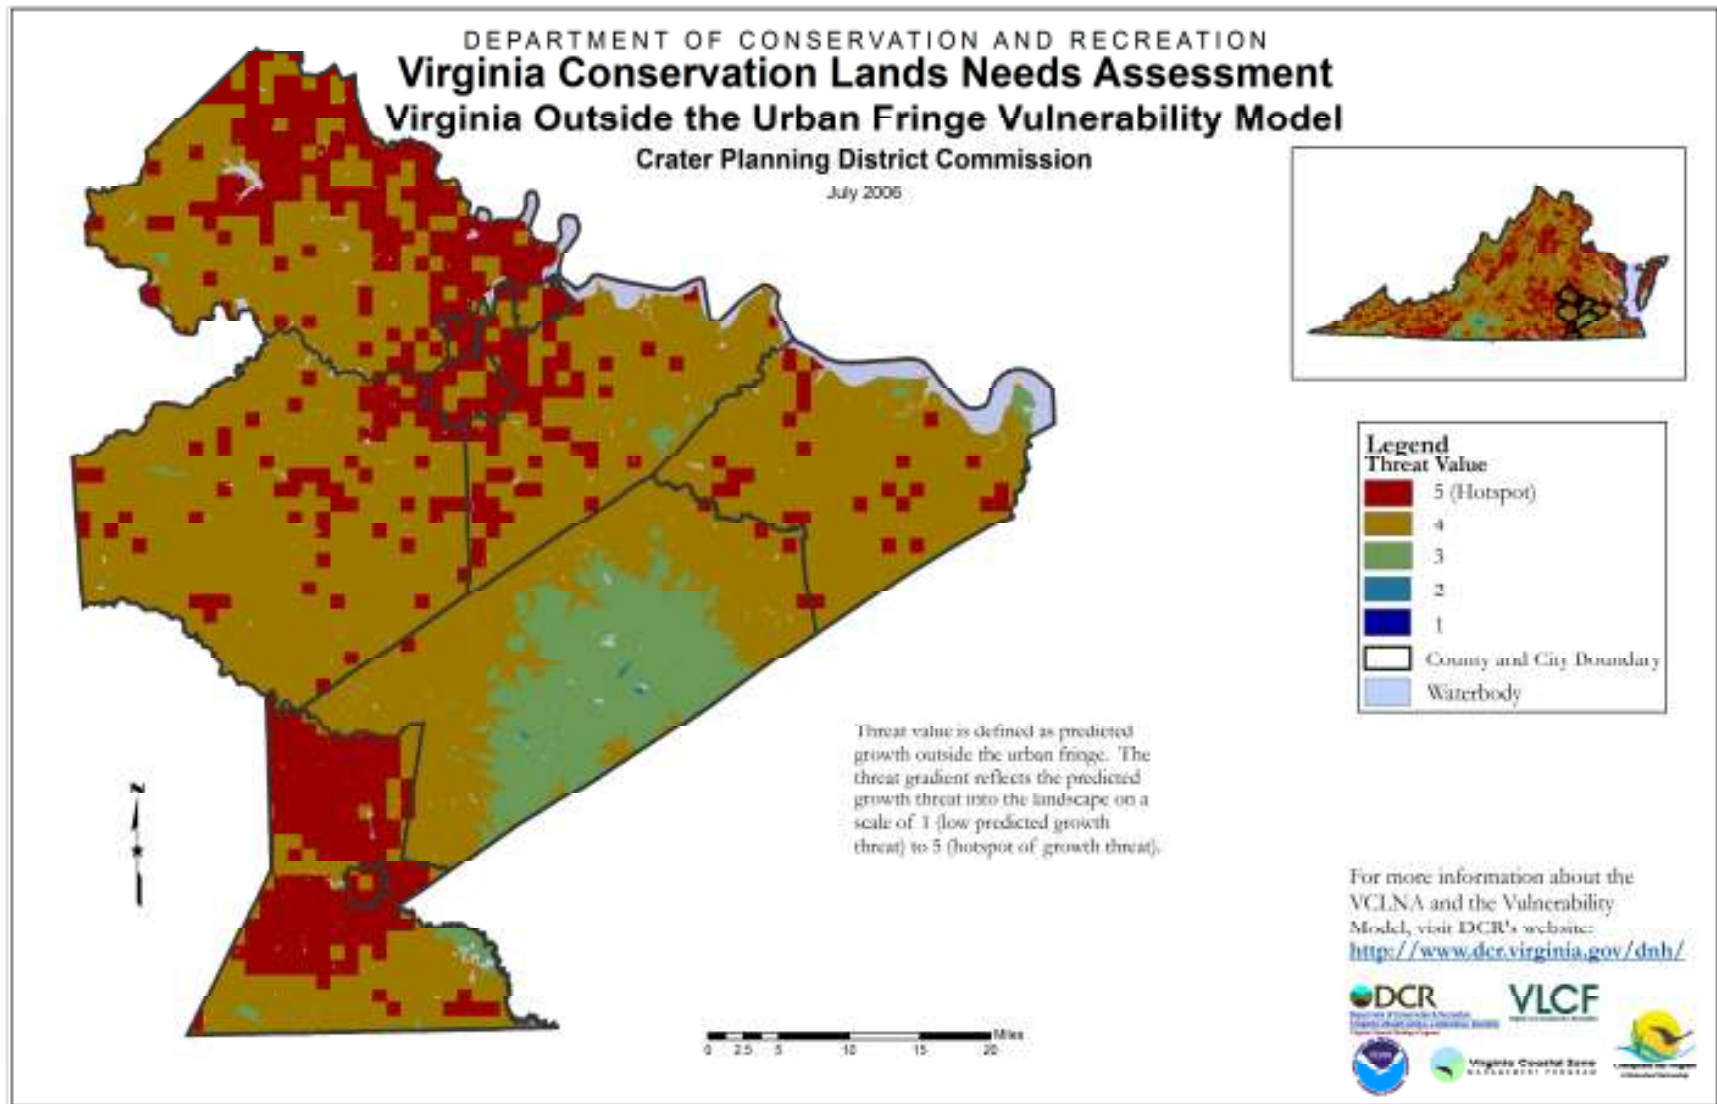 DEPARTMENT OF CONSERVATION AND RECREATION
Virginia Conservation Lands Needs Assessment
Virginia Outside the Urban Fringe Vulnerability Model
Crater Planning District Commission
July 2006
Legend
Threat Value
5 (Hotspot)
4
3
2
1
County and City Boundary
Waterbody
Threat value is defined as predicted
growth outside the urban fringe. The
threat gradient reflects the predicted
growth threat into the landscape on a
scale of 1 (low predicted growth
threat) to 5 (hotspot of growth threat).
N
For more information about the
VCLNA and the Vulnerability
Model, visit DCR's website:
http://www.dcr.virginia.gov/dnh/
DCR
VLCF
Virginia Coastal Zone
MANAGEMENT PROGRAM
0 2.5 5 10 15 20 Miles